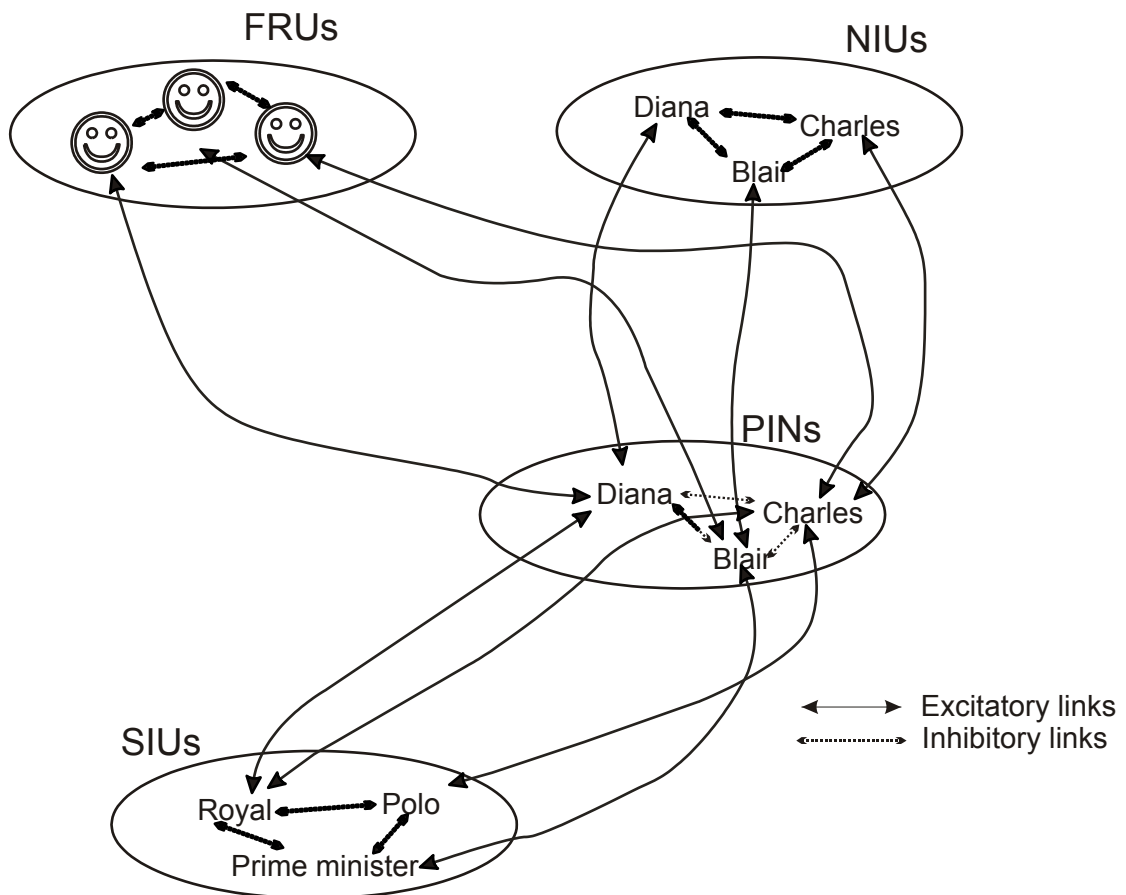 FRUs
NIUs
Diana
Charles
Blair
PINs
Diana
Charles
Blair
SIUs
Royal
Polo
Prime minister
Excitatory links
Inhibitory links